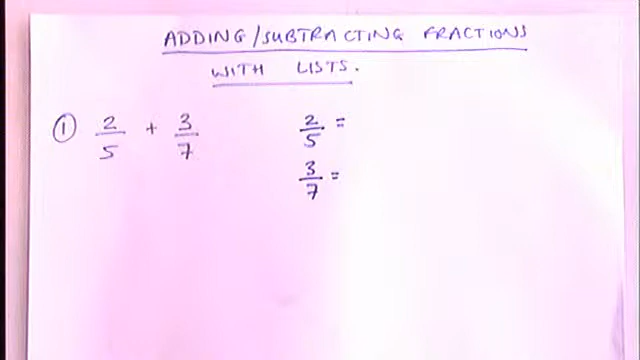 ADDING/SUBTRACTING FRACTIONS
WITH LISTS.
① 2/5 + 3/7
2/5 =
3/7 =